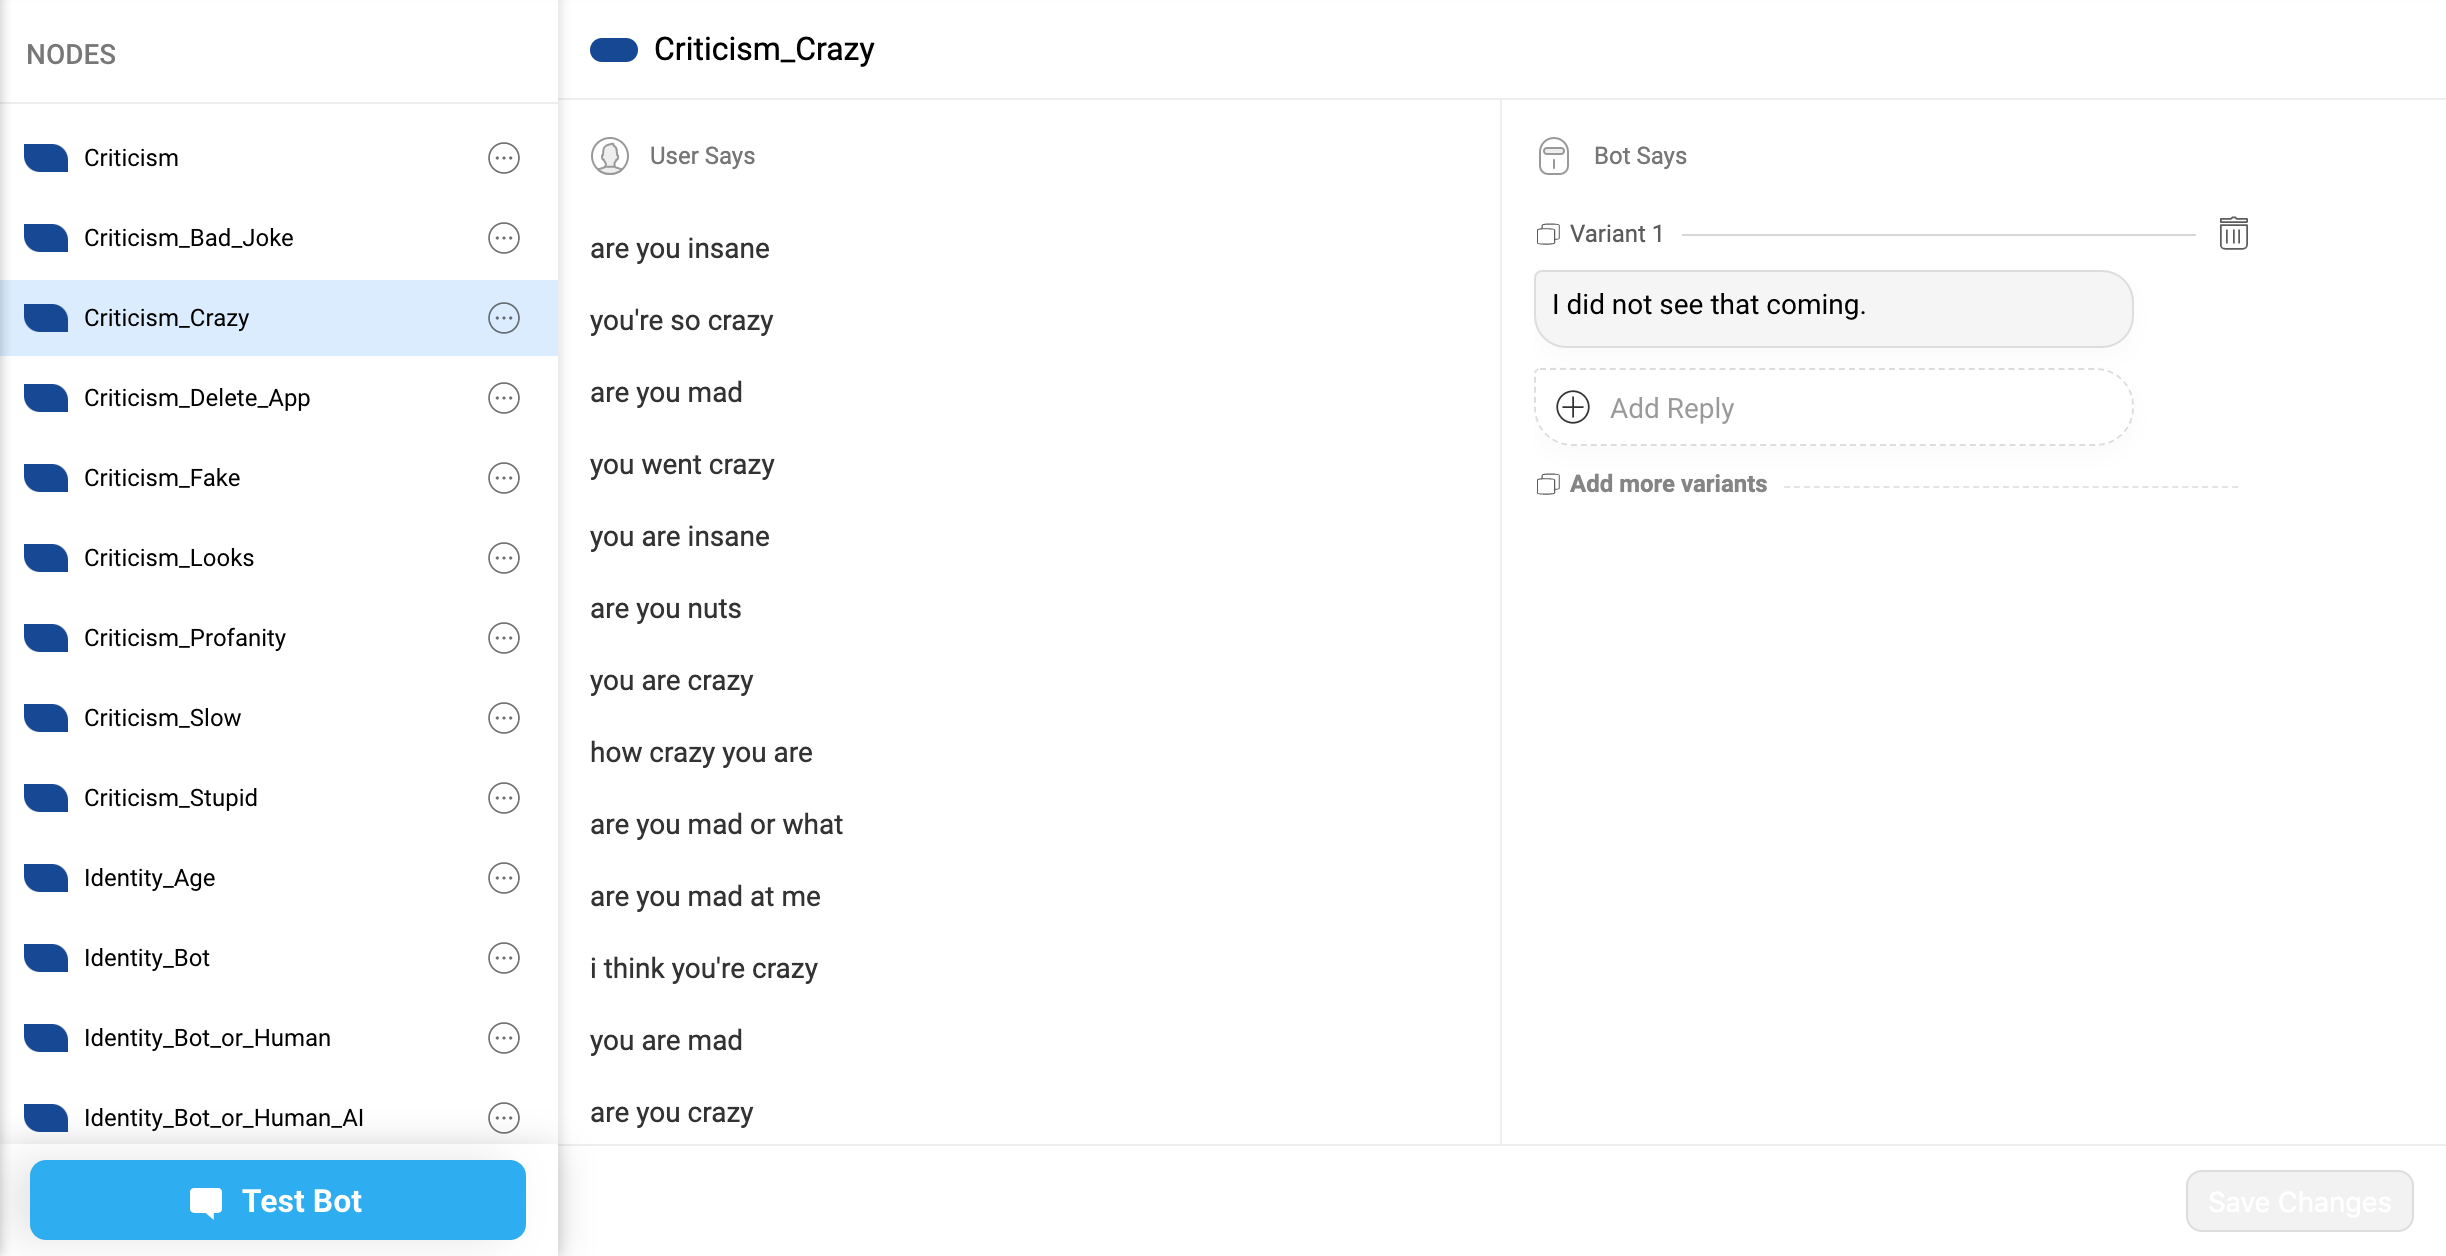 NODES
Criticism
Criticism_Bad_Joke
Criticism_Crazy
Criticism_Delete_App
Criticism_Fake
Criticism_Looks
Criticism_Profanity
Criticism_Slow
Criticism_Stupid
Identity_Age
Identity_Bot
Identity_Bot_or_Human
Identity_Bot_or_Human_AI
Test Bot
Criticism_Crazy
User Says
are you insane
you're so crazy
are you mad
you went crazy
you are insane
are you nuts
you are crazy
how crazy you are
are you mad or what
are you mad at me
i think you're crazy
you are mad
are you crazy
Bot Says
Variant 1
I did not see that coming.
Add Reply
Add more variants
Save Changes